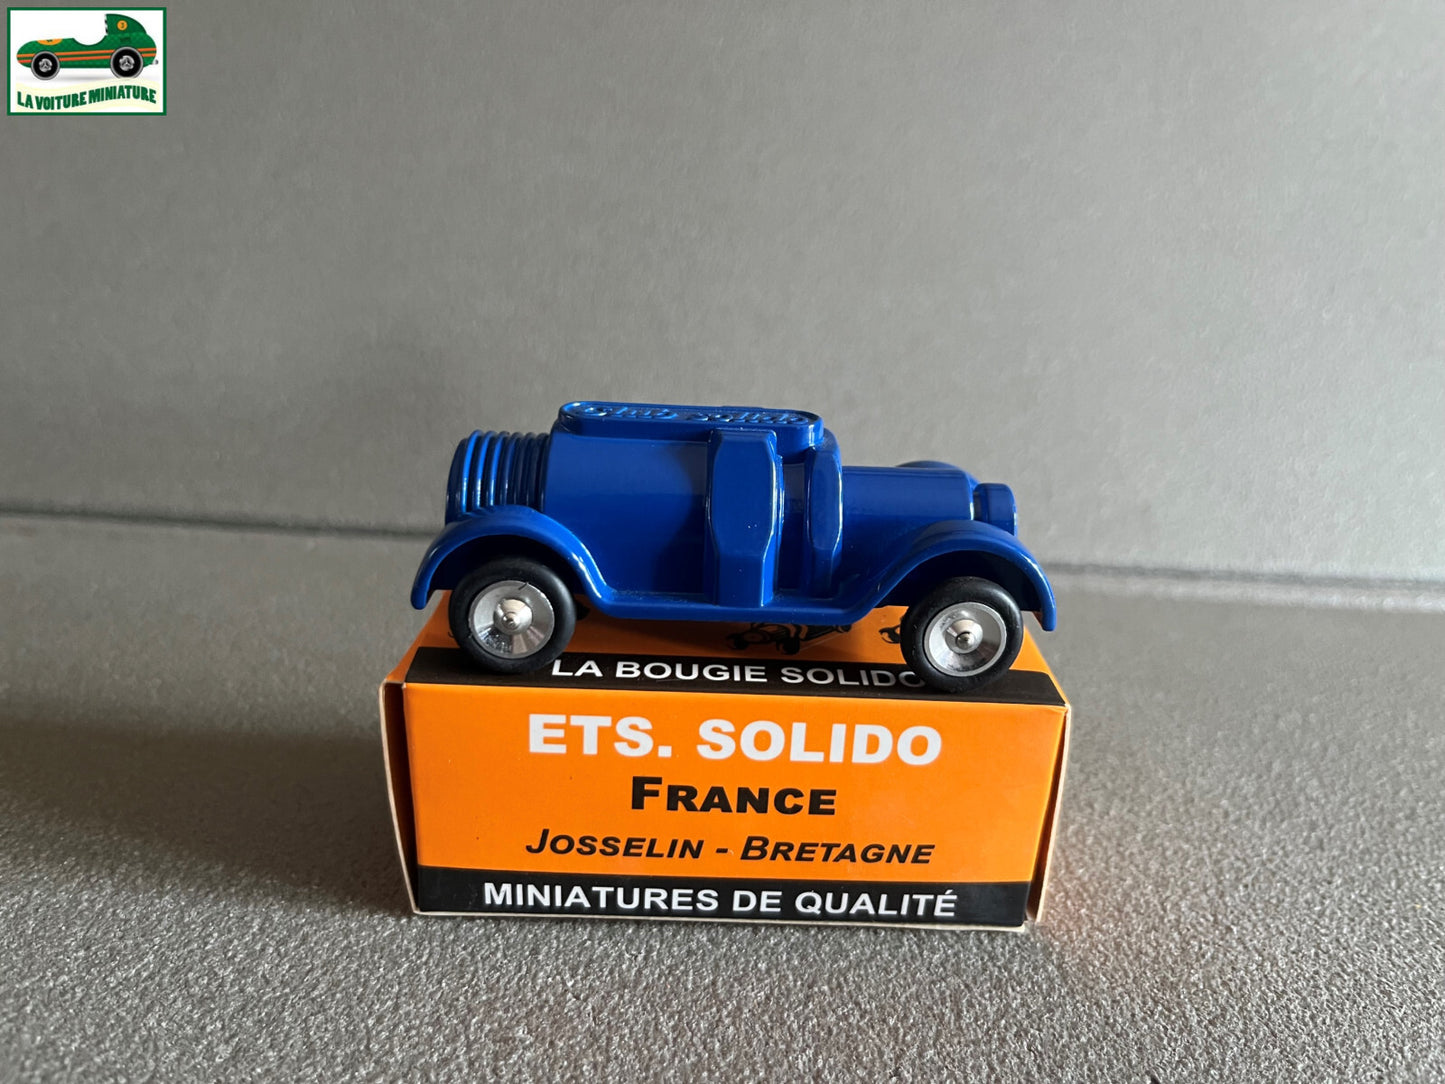 LA VOITURE MINIATURE
LA BOUGIE SOLIDO
ETS. SOLIDO
FRANCE
JOSSELIN - BRETAGNE
MINIATURES DE QUALITÉ